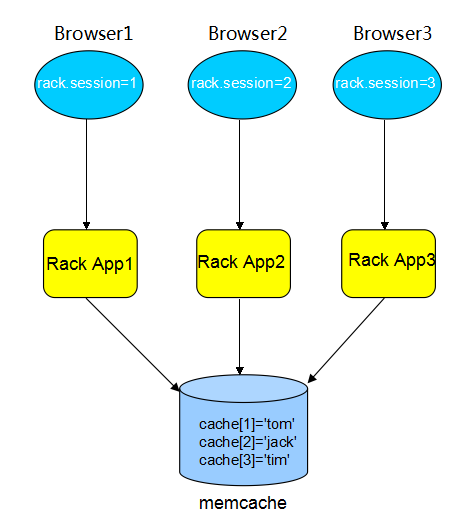 Browser1 Browser2 Browser3
rack.session=1 rack.session=2 rack.session=3
Rack App1 Rack App2 Rack App3
cache[1]='tom'
cache[2]='jack'
cache[3]='tim'
memcache